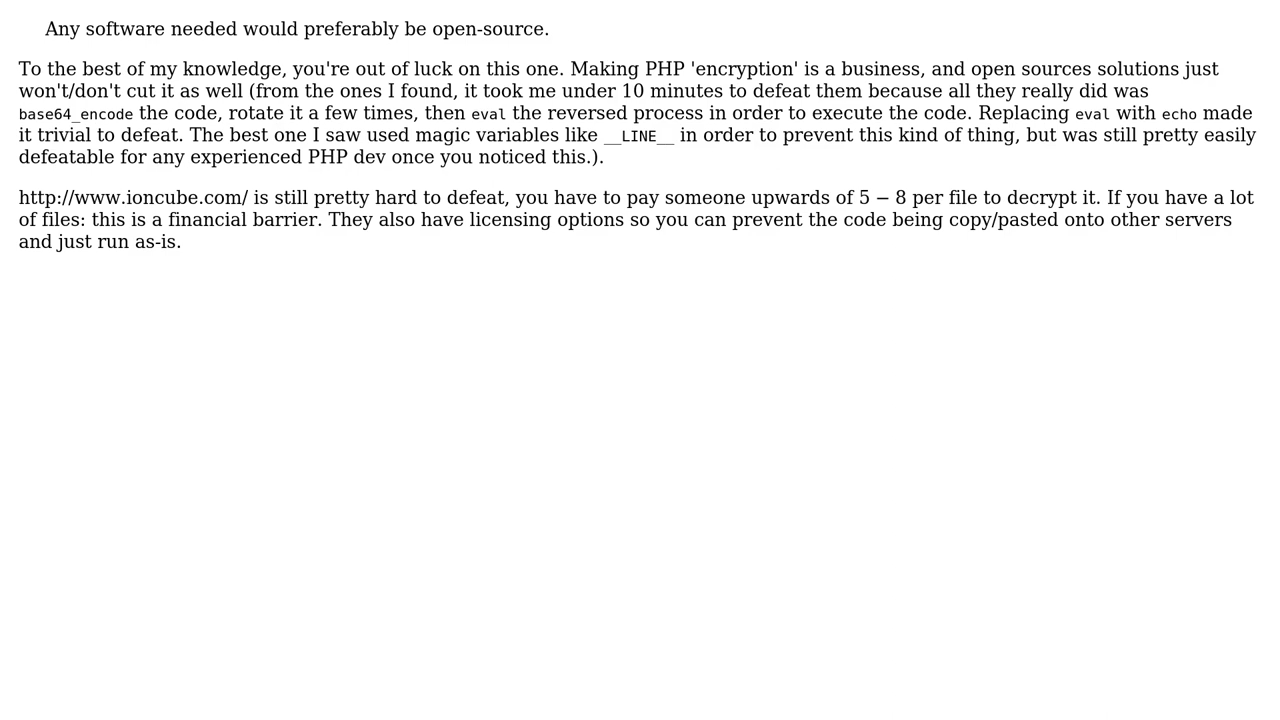 Any software needed would preferably be open-source.
To the best of my knowledge, you're out of luck on this one. Making PHP 'encryption' is a business, and open sources solutions just
won't/don't cut it as well (from the ones I found, it took me under 10 minutes to defeat them because all they really did was
base64_encode the code, rotate it a few times, then eval the reversed process in order to execute the code. Replacing eval with echo made
it trivial to defeat. The best one I saw used magic variables like __LINE__ in order to prevent this kind of thing, but was still pretty easily
defeatable for any experienced PHP dev once you noticed this.).
http://www.ioncube.com/ is still pretty hard to defeat, you have to pay someone upwards of 5 − 8 per file to decrypt it. If you have a lot
of files: this is a financial barrier. They also have licensing options so you can prevent the code being copy/pasted onto other servers
and just run as-is.